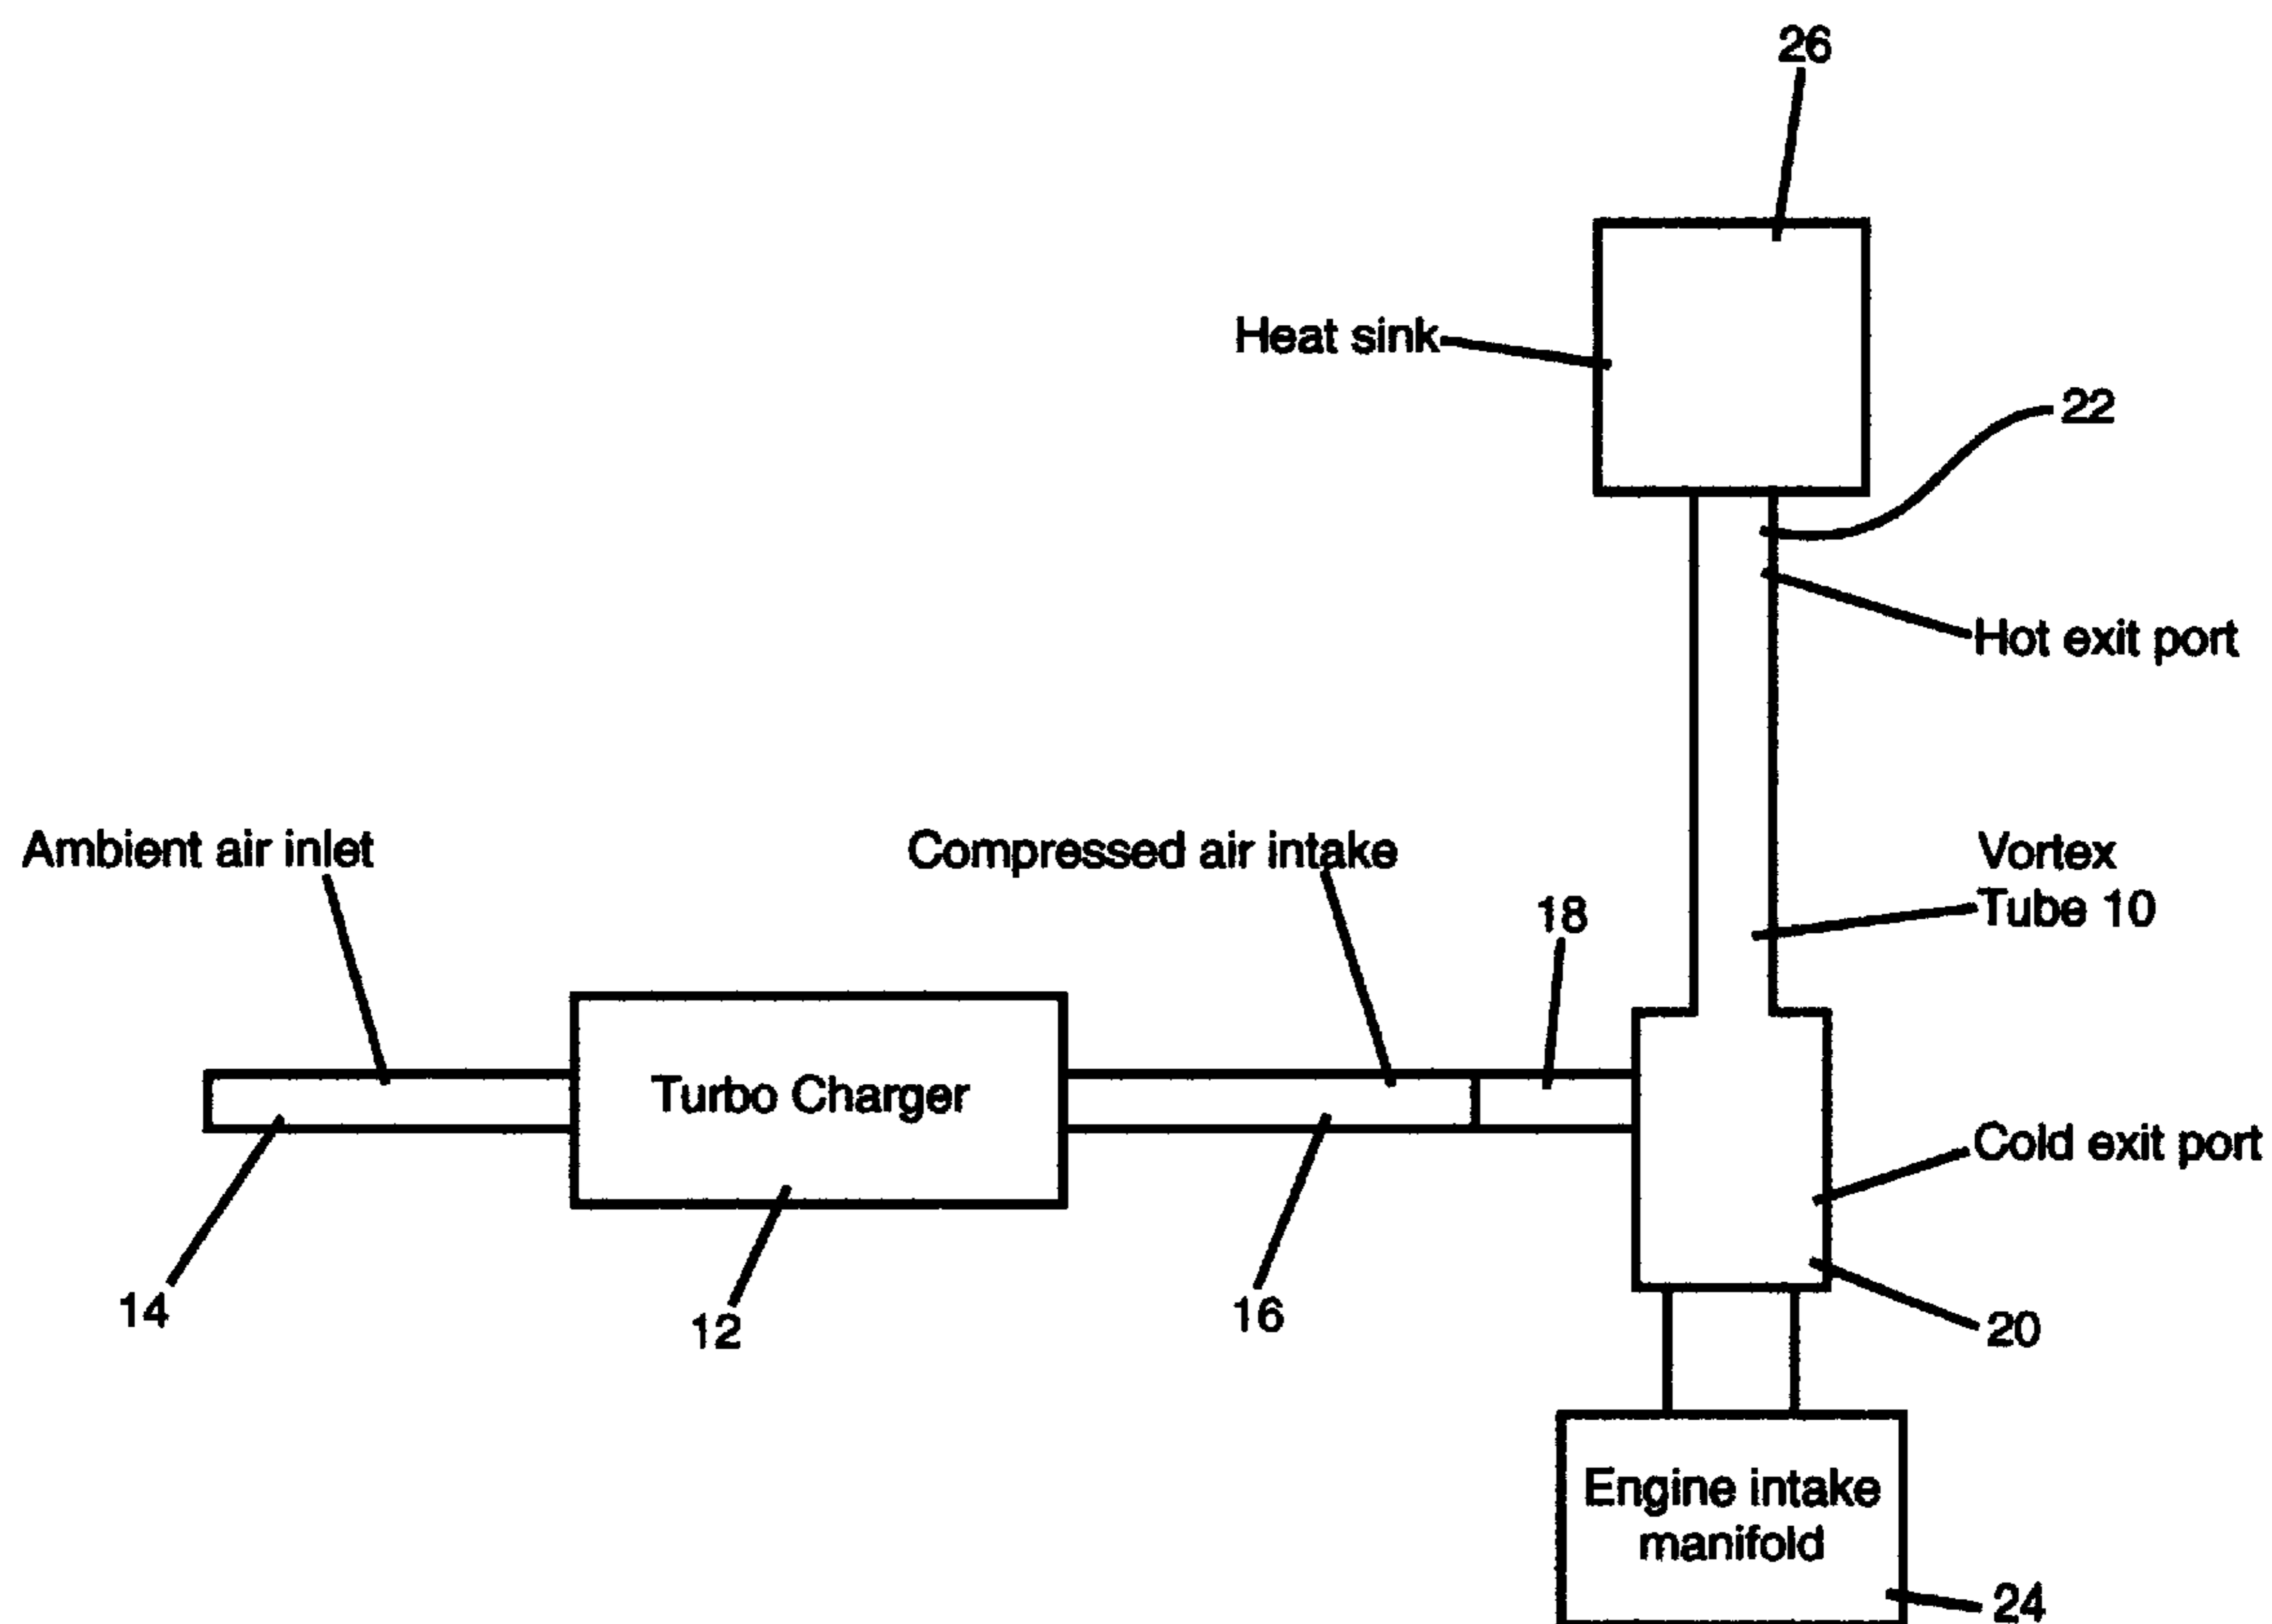 26
Heat sink
22
Hot exit port
Ambient air inlet
Compressed air intake
18
Vortex
Tube 10
Turbo Charger
Cold exit port
14
12
16
20
Engine intake
manifold
24